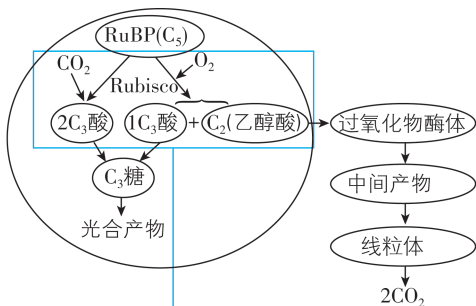 RuBP(C₅)
CO₂
O₂
Rubisco
2C₃酸
1C₃酸
+
C₂(乙醇酸)
过氧化物酶体
C₃糖
中间产物
光合产物
线粒体
2CO₂